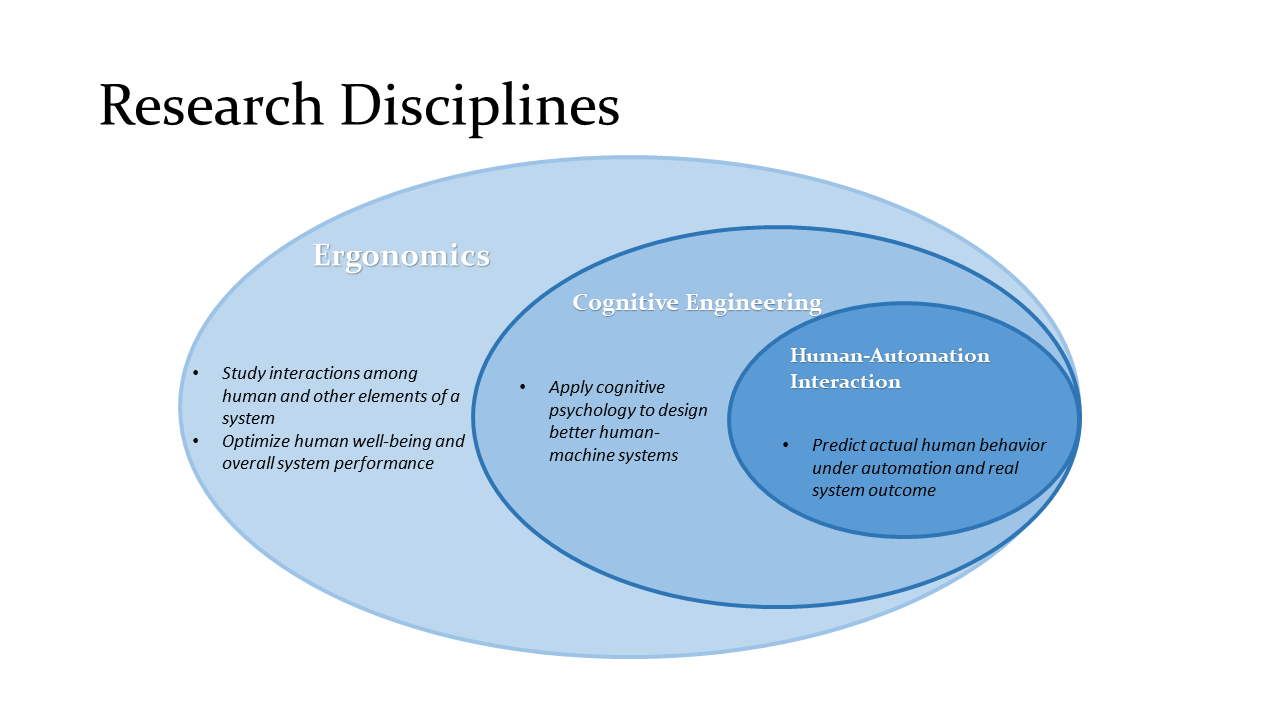 Research Disciplines
Ergonomics
• Study interactions among
human and other elements of a
system
• Optimize human well-being and
overall system performance
Cognitive Engineering
• Apply cognitive
psychology to design
better human-
machine systems
Human-Automation
Interaction
• Predict actual human behavior
under automation and real
system outcome